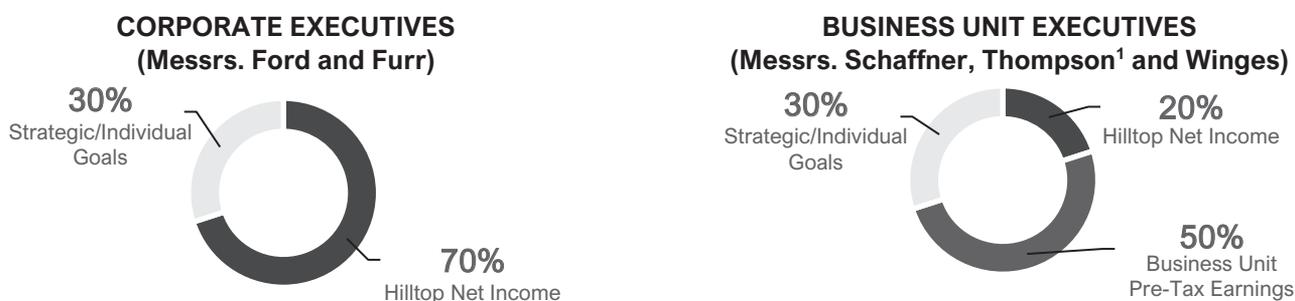 CORPORATE EXECUTIVES
(Messrs. Ford and Furr)
30%
Strategic/Individual
Goals
70%
Hilltop Net Income
BUSINESS UNIT EXECUTIVES
(Messrs. Schaffner, Thompson¹ and Winges)
30%
Strategic/Individual
Goals
20%
Hilltop Net Income
50%
Business Unit
Pre-Tax Earnings